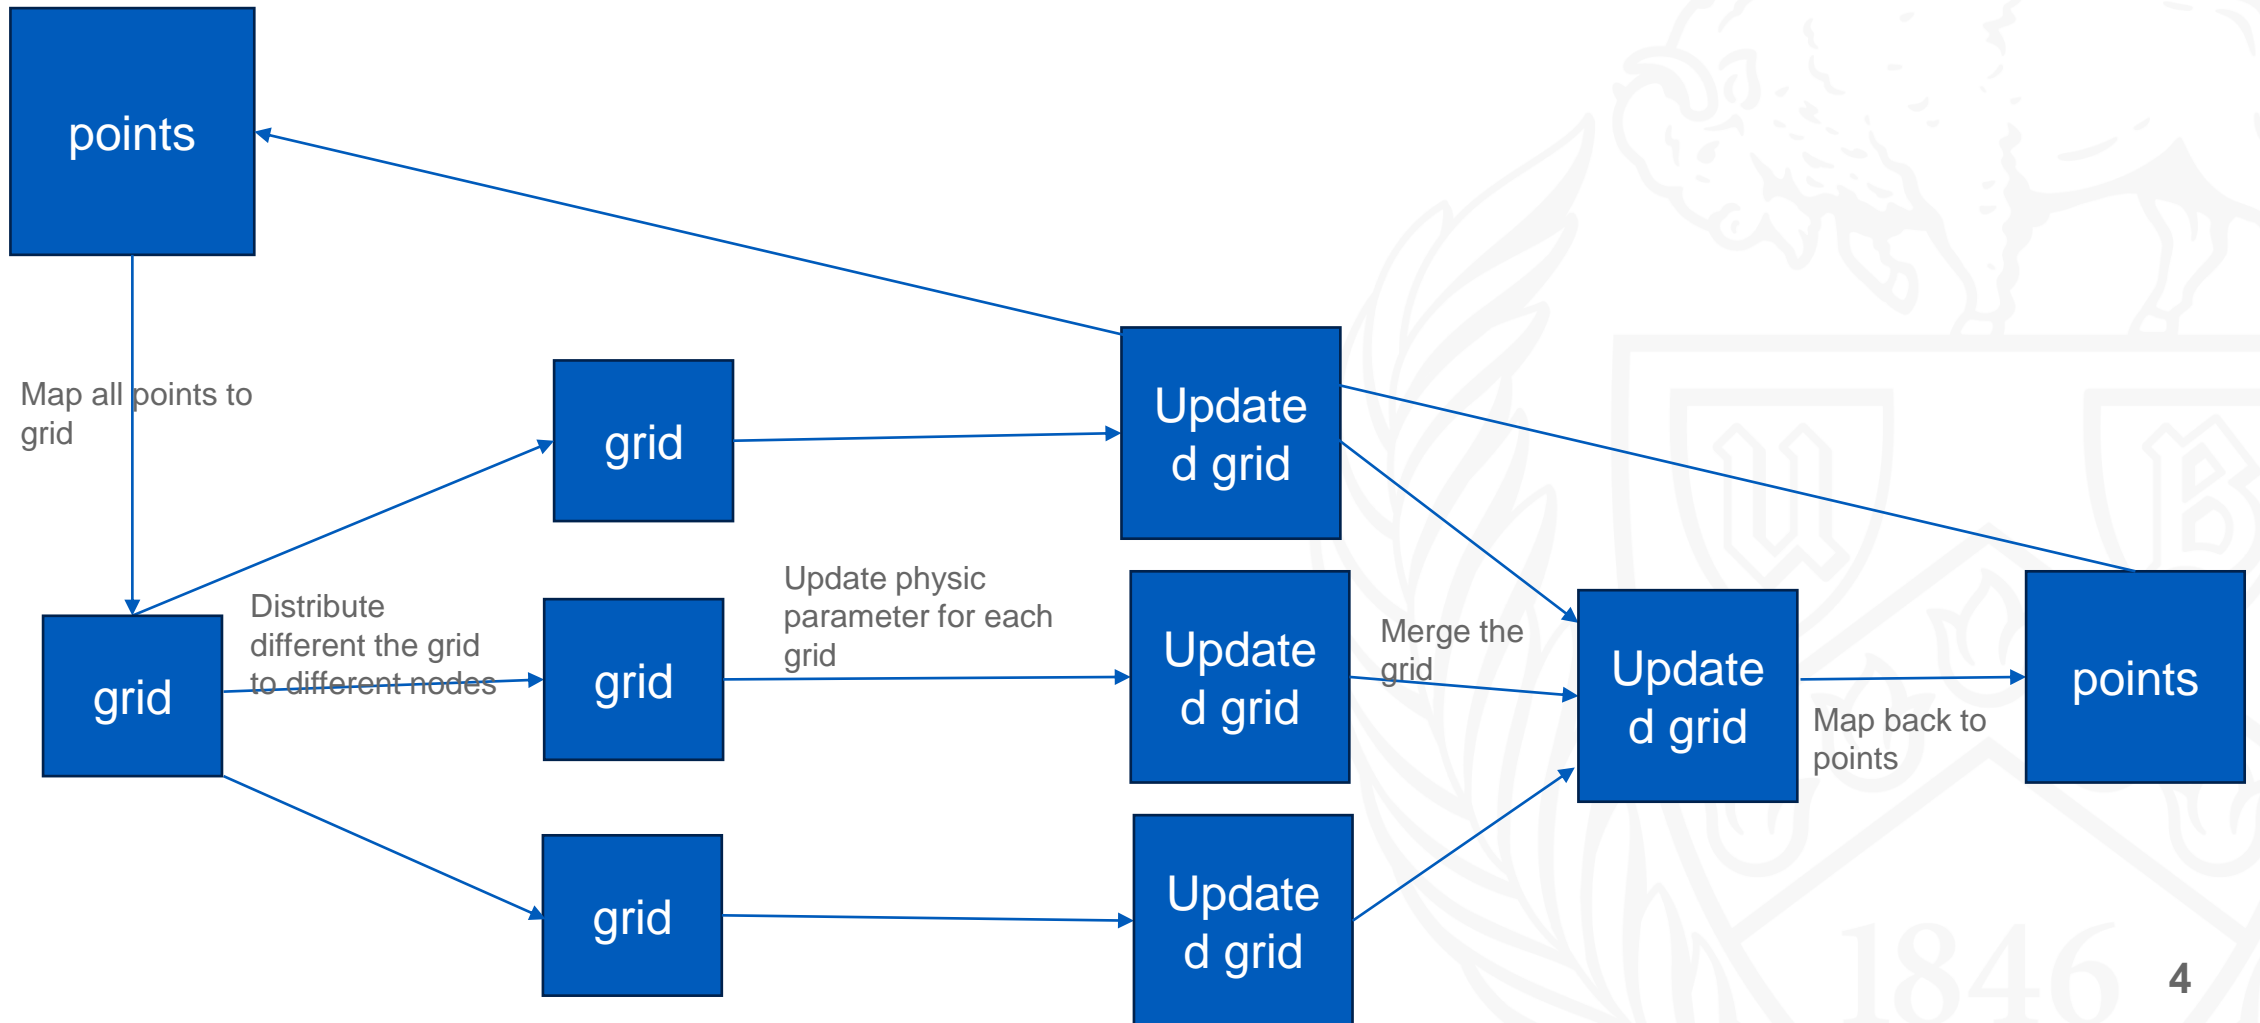 points
Map all points to
grid
grid
Distribute
different the grid
to different nodes
grid
grid
grid
Update physic
parameter for each
grid
Update
d grid
Update
d grid
Update
d grid
Merge the
grid
Update
d grid
Map back to
points
points
U B
1846
4